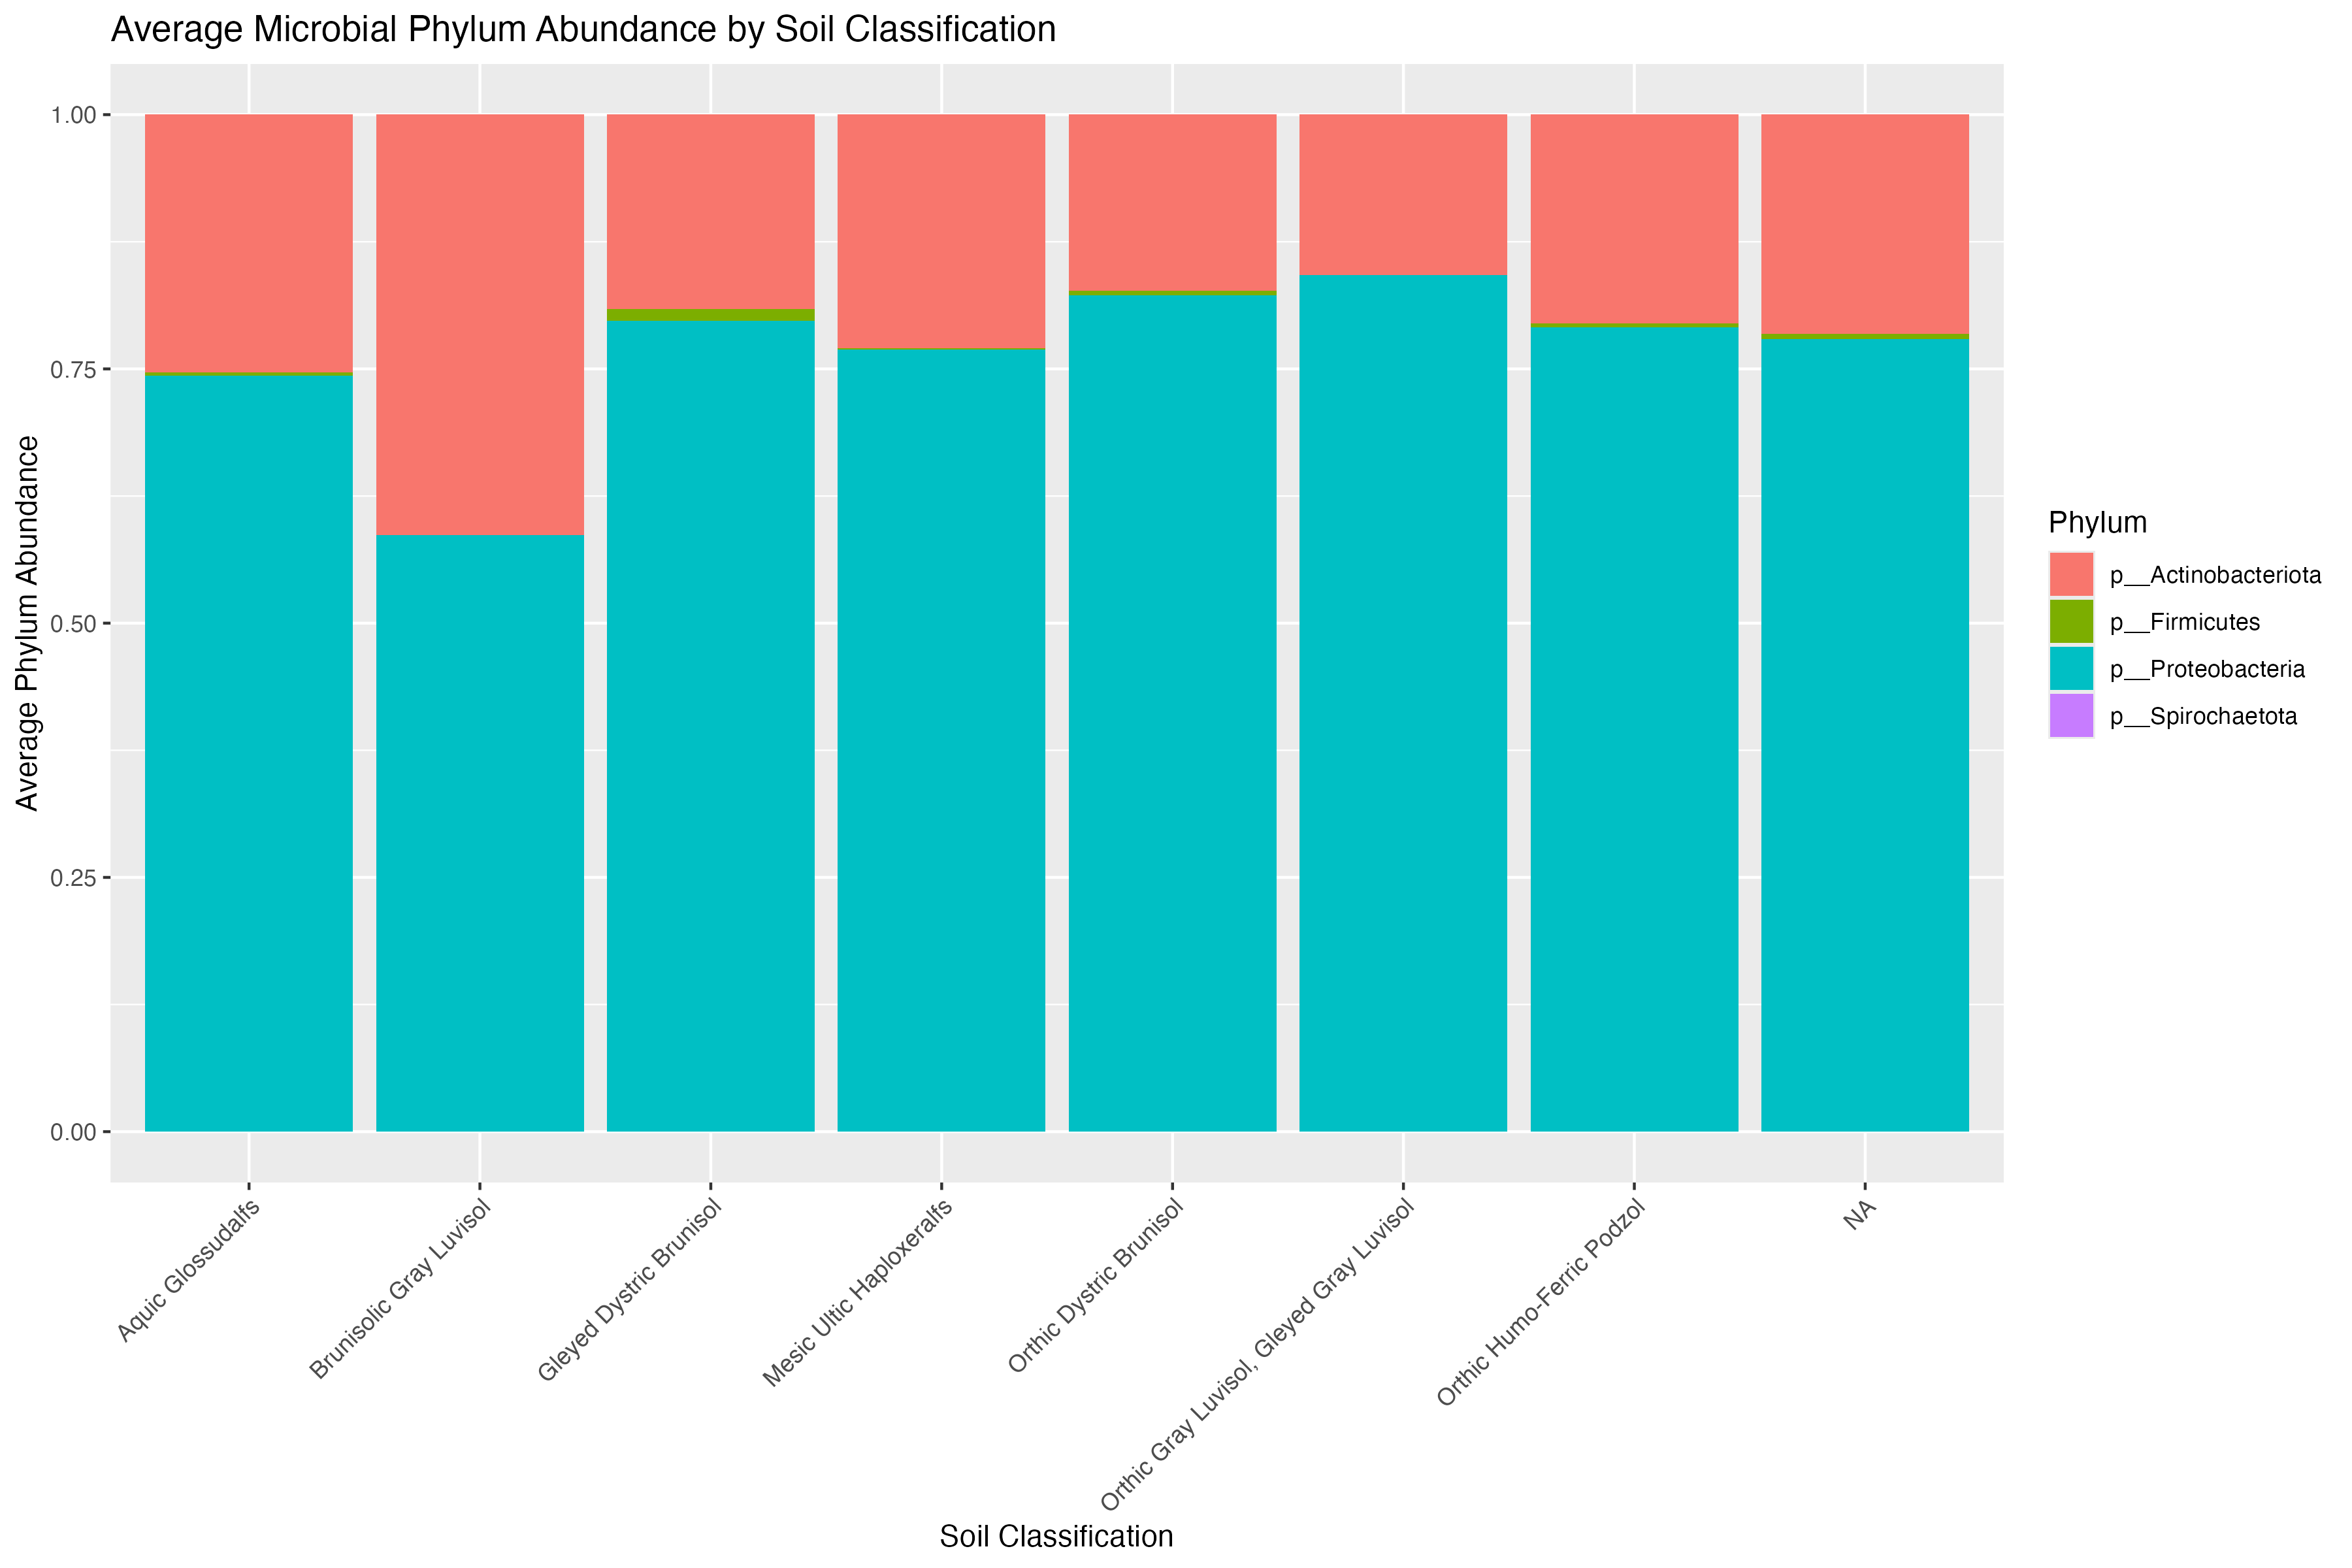 Average Microbial Phylum Abundance by Soil Classification
Average Phylum Abundance
1.00
0.75
0.50
0.25
0.00
Aquic Glossudalfs
Brunisolic Gray Luvisol
Gleyed Dystric Brunisol
Mesic Ultic Haploxeralfs
Orthic Dystric Brunisol
Orthic Gray Luvisol, Gleyed Gray Luvisol
Orthic Humo-Ferric Podzol
NA
Soil Classification
Phylum
p__Actinobacteriota
p__Firmicutes
p__Proteobacteria
p__Spirochaetota